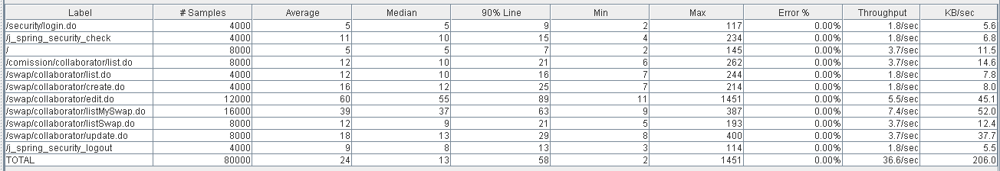 Label # Samples Average Median 90% Line Min Max Error % Throughput KB/sec
/security/login.do 4000 5 5 9 2 117 0.00% 1.8/sec 5.6
/j_spring_security_check 4000 11 10 15 4 234 0.00% 1.8/sec 6.8
/ 8000 5 5 7 2 145 0.00% 3.7/sec 11.5
/comission/collaborator/list.do 8000 12 10 21 6 262 0.00% 3.7/sec 14.6
/swap/collaborator/list.do 4000 12 10 16 7 244 0.00% 1.8/sec 7.8
/swap/collaborator/create.do 4000 16 12 25 7 214 0.00% 1.8/sec 8.0
/swap/collaborator/edit.do 12000 60 55 89 11 1451 0.00% 5.5/sec 45.1
/swap/collaborator/listMySwap.do 16000 39 37 63 9 387 0.00% 7.4/sec 52.0
/swap/collaborator/listSwap.do 8000 12 9 21 5 193 0.00% 3.7/sec 12.4
/swap/collaborator/update.do 8000 18 13 29 8 400 0.00% 3.7/sec 37.7
/j_spring_security_logout 4000 9 8 13 3 114 0.00% 1.8/sec 5.5
TOTAL 80000 24 13 58 2 1451 0.00% 36.6/sec 206.0